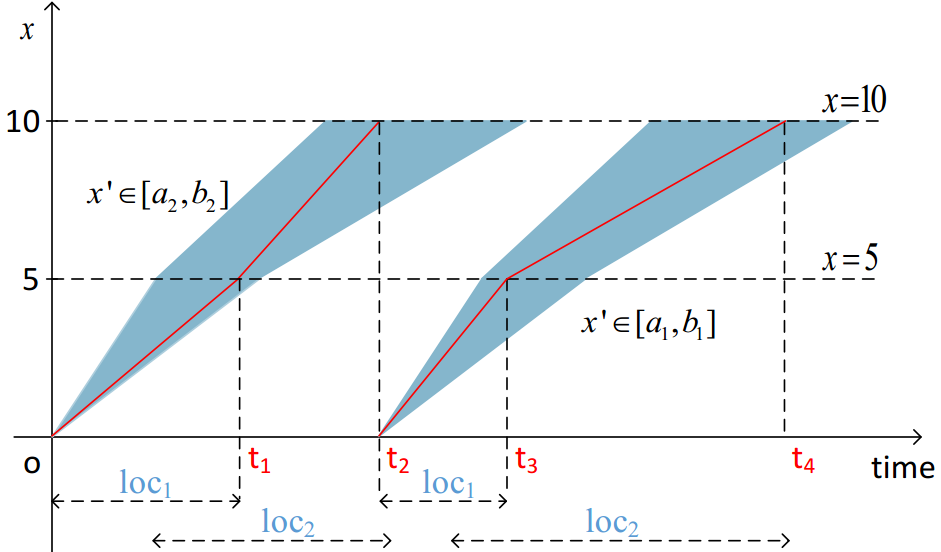 x
10
x=10
x'∈[a₂,b₂]
5
x=5
x'∈[a₁,b₁]
o
t₁
t₂
t₃
t₄
time
loc₁
loc₁
loc₂
loc₂